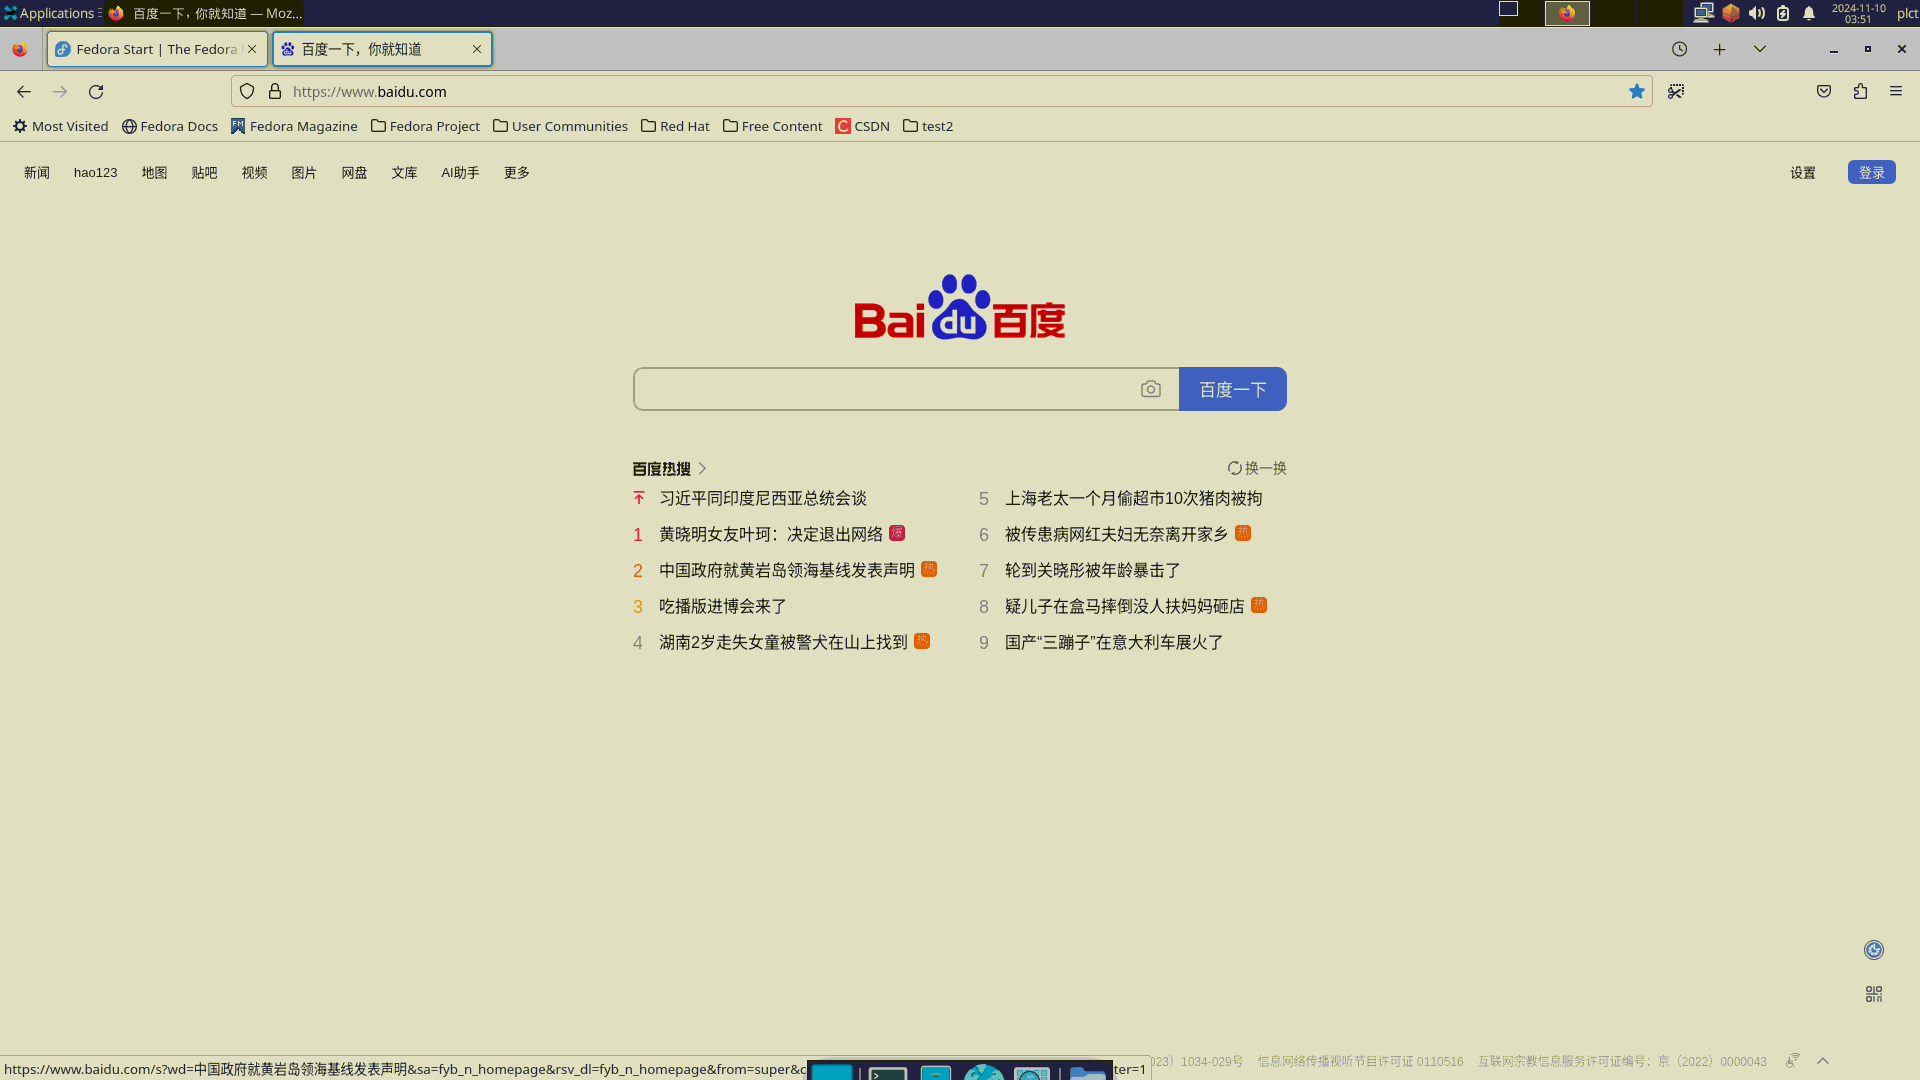 Applications
百度一下，你就知道 — Moz...
2024-11-10
03:51
plct
Fedora Start | The Fedora
百度一下，你就知道
https://www.baidu.com
Most Visited
Fedora Docs
Fedora Magazine
Fedora Project
User Communities
Red Hat
Free Content
CSDN
test2
新闻
hao123
地图
贴吧
视频
图片
网盘
文库
AI助手
更多
设置
登录
Bai du 百度
百度一下
百度热搜
换一换
习近平同印度尼西亚总统会谈
1 黄晓明女友叶珂：决定退出网络 爆
2 中国政府就黄岩岛领海基线发表声明 热
3 吃播版进博会来了
4 湖南2岁走失女童被警犬在山上找到 热
5 上海老太一个月偷超市10次猪肉被拘
6 被传患病网红夫妇无奈离开家乡 热
7 轮到关晓彤被年龄暴击了
8 疑儿子在盒马摔倒没人扶妈妈砸店 热
9 国产“三蹦子”在意大利车展火了
https://www.baidu.com/s?wd=中国政府就黄岩岛领海基线发表声明&sa=fyb_n_homepage&rsv_dl=fyb_n_homepage&from=super&c
ter=1
023〕1034-029号
信息网络传播视听节目许可证 0110516
互联网宗教信息服务许可证编号：京（2022）0000043